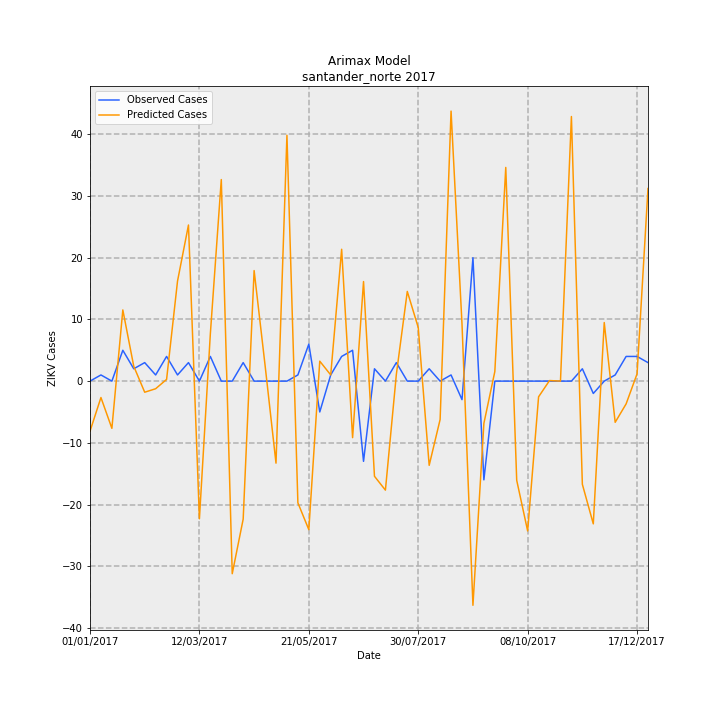 Arimax Model
santander_norte 2017
Observed Cases
Predicted Cases
ZIKV Cases
40
30
20
10
0
−10
−20
−30
−40
01/01/2017
12/03/2017
21/05/2017
30/07/2017
08/10/2017
17/12/2017
Date